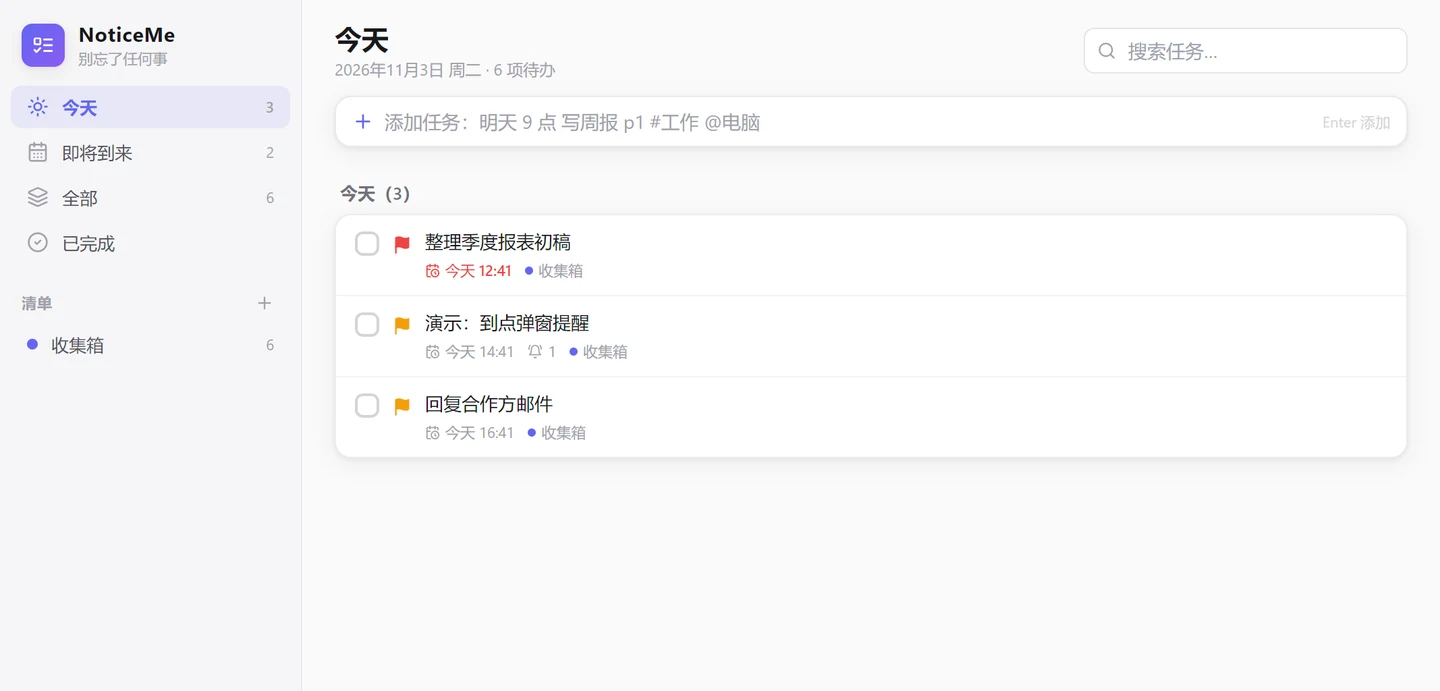 NoticeMe
别忘了任何事
今天 3
即将到来 2
全部 6
已完成
清单
收集箱 6
今天
2026年11月3日 周二 · 6 项待办
搜索任务...
添加任务：明天 9 点 写周报 p1 #工作 @电脑 Enter 添加
今天（3）
整理季度报表初稿
今天 12:41 收集箱
演示：到点弹窗提醒
今天 14:41 1 收集箱
回复合作方邮件
今天 16:41 收集箱